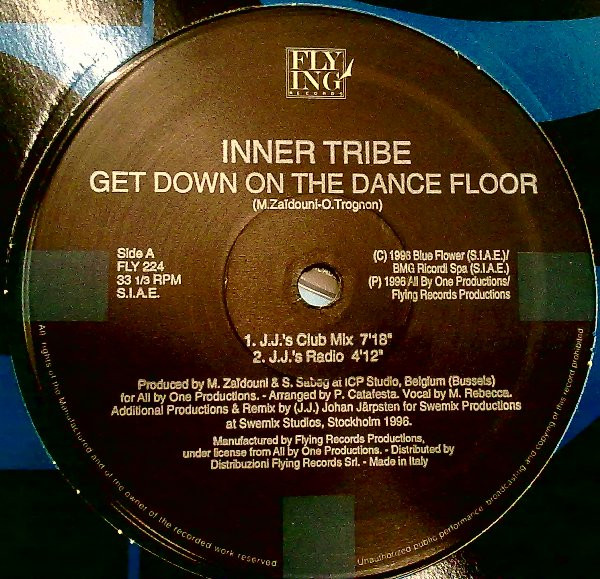 FLY
ING
RECORDS
INNER TRIBE
GET DOWN ON THE DANCE FLOOR
(M.Zaïdouni-O.Trognon)
Side A
FLY 224
33 1/3 RPM
S.I.A.E.
(C) 1996 Blue Flower (S.I.A.E.)/
BMG Ricordi Spa (S.I.A.E.)
(P) 1996 All By One Productions/
Flying Records Productions
1. J.J.'s Club Mix 7'18"
2. J.J.'s Radio 4'12"
Produced by M. Zaïdouni & S. Sabeg at ICP Studio, Belgium (Bussels)
for All by One Productions. - Arranged by P. Catafesta. Vocal by M. Rebecca.
Additional Productions & Remix by (J.J.) Johan Järpsten for Swemix Productions
at Swemix Studios, Stockholm 1996.
Manufactured by Flying Records Productions,
under license from All by One Productions. - Distributed by
Distribuzioni Flying Records Srl. - Made in Italy
All rights of the Manufactured and of the owner of the recorded work reserved
Unauthorized public performance broadcasting and copying of this record prohibited